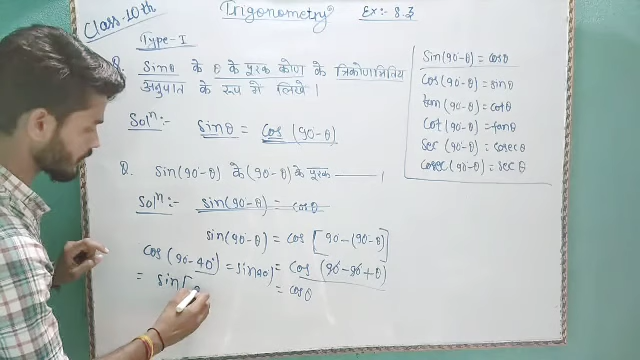 Class-10th
Trigonometry
Ex:- 8.3
Type-I
Q. Sinθ के θ के पूरक कोण के त्रिकोणमितिय
अनुपात के रूप में लिखे।
Solⁿ:- Sinθ = Cos (90-θ)
Q. Sin(90°-θ) के (90-θ) के पूरक ———।
Solⁿ:- Sin(90-θ) = cosθ
Sin(90-θ) = Cos [90-(90-θ)]
Cos (90-40°) = Sin40 = Cos (90-90+θ)
= Sin[ = Cosθ
Sin(90-θ) = cosθ
Cos(90-θ) = sinθ
tan(90-θ) = cotθ
Cot(90-θ) = tanθ
Sec(90-θ) = cosecθ
Cosec(90-θ) = secθ